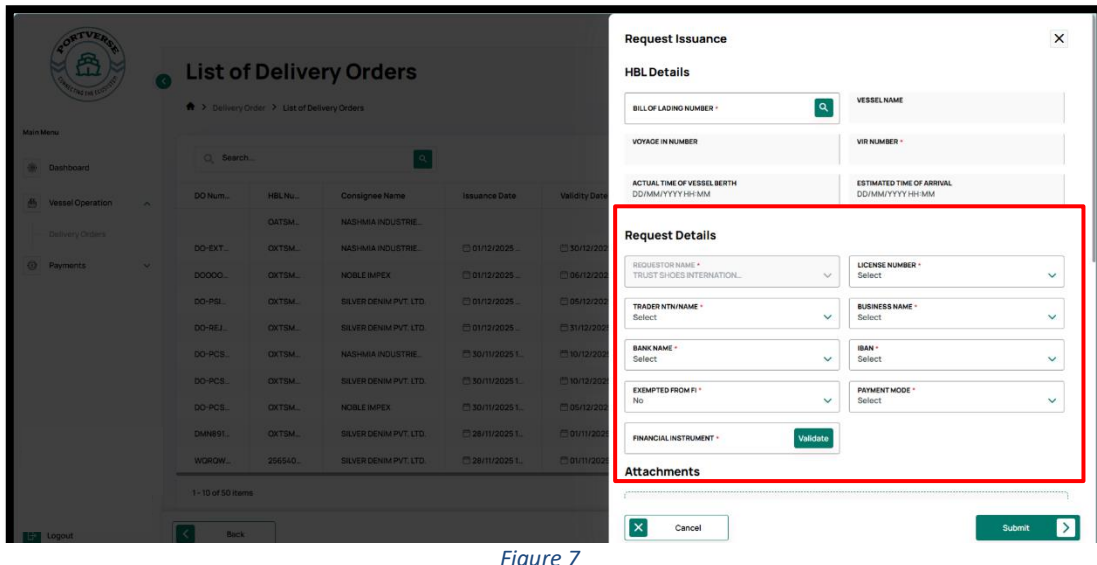 PORTVERSE
Request Issuance
HBL Details
BILL OF LADING NUMBER *
VESSEL NAME
VOYAGE IN NUMBER
VIR NUMBER *
ACTUAL TIME OF VESSEL BERTH
DD/MM/YYYY HH:MM
ESTIMATED TIME OF ARRIVAL
DD/MM/YYYY HH:MM
Request Details
REQUESTOR NAME *
TRUST SHOES INTERNATION...
LICENSE NUMBER *
Select
TRADER NTN/NAME *
Select
BUSINESS NAME *
Select
BANK NAME *
Select
IBAN *
Select
EXEMPTED FROM FI *
No
PAYMENT MODE *
Select
FINANCIAL INSTRUMENT *
Validate
Attachments
Cancel
Submit
List of Delivery Orders
Delivery Order > List of Delivery Orders
Main Menu
Dashboard
Vessel Operation
Delivery Orders
Payments
Logout
Search...
DO Num... HBL Nu... Consignee Name Issuance Date Validity Date
OATSM... NASHMIA INDUSTRIE...
DO-EXT... OXTSM... NASHMIA INDUSTRIE... 01/12/2025 ... 30/12/202
DOOOO... OXTSM... NOBLE IMPEX 01/12/2025 ... 06/12/202
DO-PSI... OXTSM... SILVER DENIM PVT. LTD. 01/12/2025 ... 05/12/202
DO-REJ... OXTSM... SILVER DENIM PVT. LTD. 01/12/2025 ... 31/12/202
DO-PCS... OXTSM... NASHMIA INDUSTRIE... 30/11/2025 1... 10/12/202
DO-PCS... OXTSM... SILVER DENIM PVT. LTD. 30/11/2025 1... 10/12/202
DO-PCS... OXTSM... NOBLE IMPEX 30/11/2025 1... 05/12/202
DMN891... OXTSM... SILVER DENIM PVT. LTD. 28/11/2025 1... 01/11/202
WQRQW... 256540... SILVER DENIM PVT. LTD. 28/11/2025 1... 01/11/202
1 - 10 of 50 items
Back
Figure 7